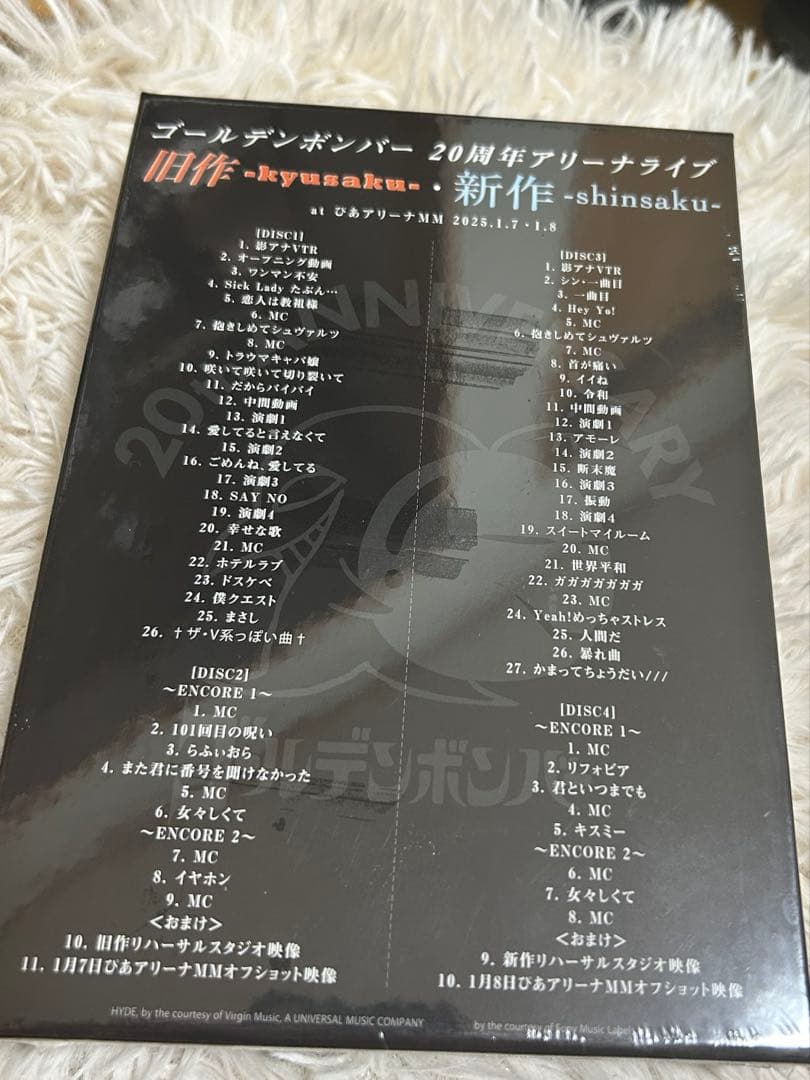 ゴールデンボンバー 20周年アリーナライブ
旧作-kyusaku-・新作-shinsaku-
at ぴあアリーナMM 2025.1.7・1.8
[DISC1]
1. 影アナVTR
2. オープニング動画
3. ワンマン不安
4. Sick Lady たぶん…
5. 恋人は教祖様
6. MC
7. 抱きしめてシュヴァルツ
8. MC
9. トラウマキャバ嬢
10. 咲いて咲いて切り裂いて
11. だからバイバイ
12. 中間動画
13. 演劇1
14. 愛してると言えなくて
15. 演劇2
16. ごめんね、愛してる
17. 演劇3
18. SAY NO
19. 演劇4
20. 幸せな歌
21. MC
22. ホテルラブ
23. ドスケベ
24. 僕クエスト
25. まさし
26. †ザ・V系っぽい曲†
[DISC2]
〜ENCORE 1〜
1. MC
2. 101回目の呪い
3. らふぃおら
4. また君に番号を聞けなかった
5. MC
6. 女々しくて
〜ENCORE 2〜
7. MC
8. イヤホン
9. MC
<おまけ>
10. 旧作リハーサルスタジオ映像
11. 1月7日ぴあアリーナMMオフショット映像
[DISC3]
1. 影アナVTR
2. シン・一曲目
3. 一曲目
4. Hey Yo!
5. MC
6. 抱きしめてシュヴァルツ
7. MC
8. 首が痛い
9. イイね
10. 令和
11. 中間動画
12. 演劇1
13. アモーレ
14. 演劇2
15. 断末魔
16. 演劇3
17. 振動
18. 演劇4
19. スイートマイルーム
20. MC
21. 世界平和
22. ガガガガガガガ
23. MC
24. Yeah!めっちゃストレス
25. 人間だ
26. 暴れ曲
27. かまってちょうだい///
[DISC4]
〜ENCORE 1〜
1. MC
2. リフォビア
3. 君といつまでも
4. MC
5. キスミー
〜ENCORE 2〜
6. MC
7. 女々しくて
8. MC
<おまけ>
9. 新作リハーサルスタジオ映像
10. 1月8日ぴあアリーナMMオフショット映像
20th ANNIVERSARY
ゴールデンボンバー
HYDE, by the courtesy of Virgin Music, A UNIVERSAL MUSIC COMPANY
by the courtesy of Sony Music Label